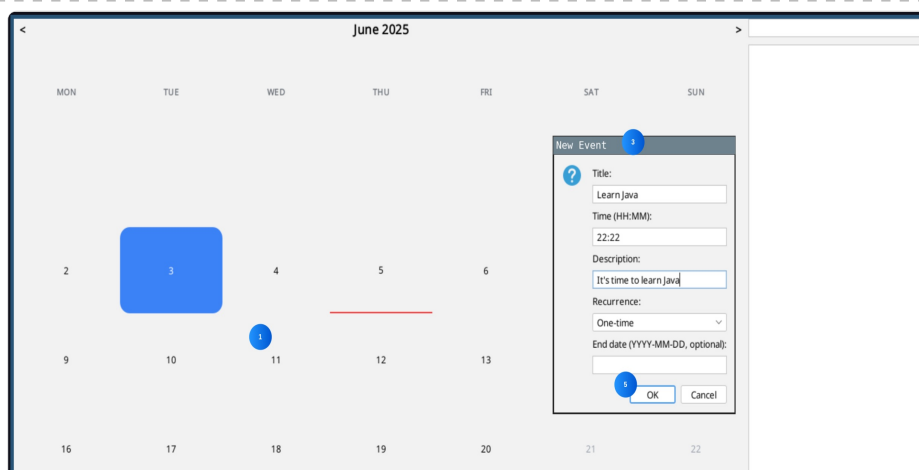 < June 2025 >
MON TUE WED THU FRI SAT SUN
New Event 3
Title:
Learn Java
Time (HH:MM):
22:22
Description:
It's time to learn Java
Recurrence:
One-time
End date (YYYY-MM-DD, optional):
5 OK Cancel
2 3 4 5 6
1
9 10 11 12 13
16 17 18 19 20 21 22